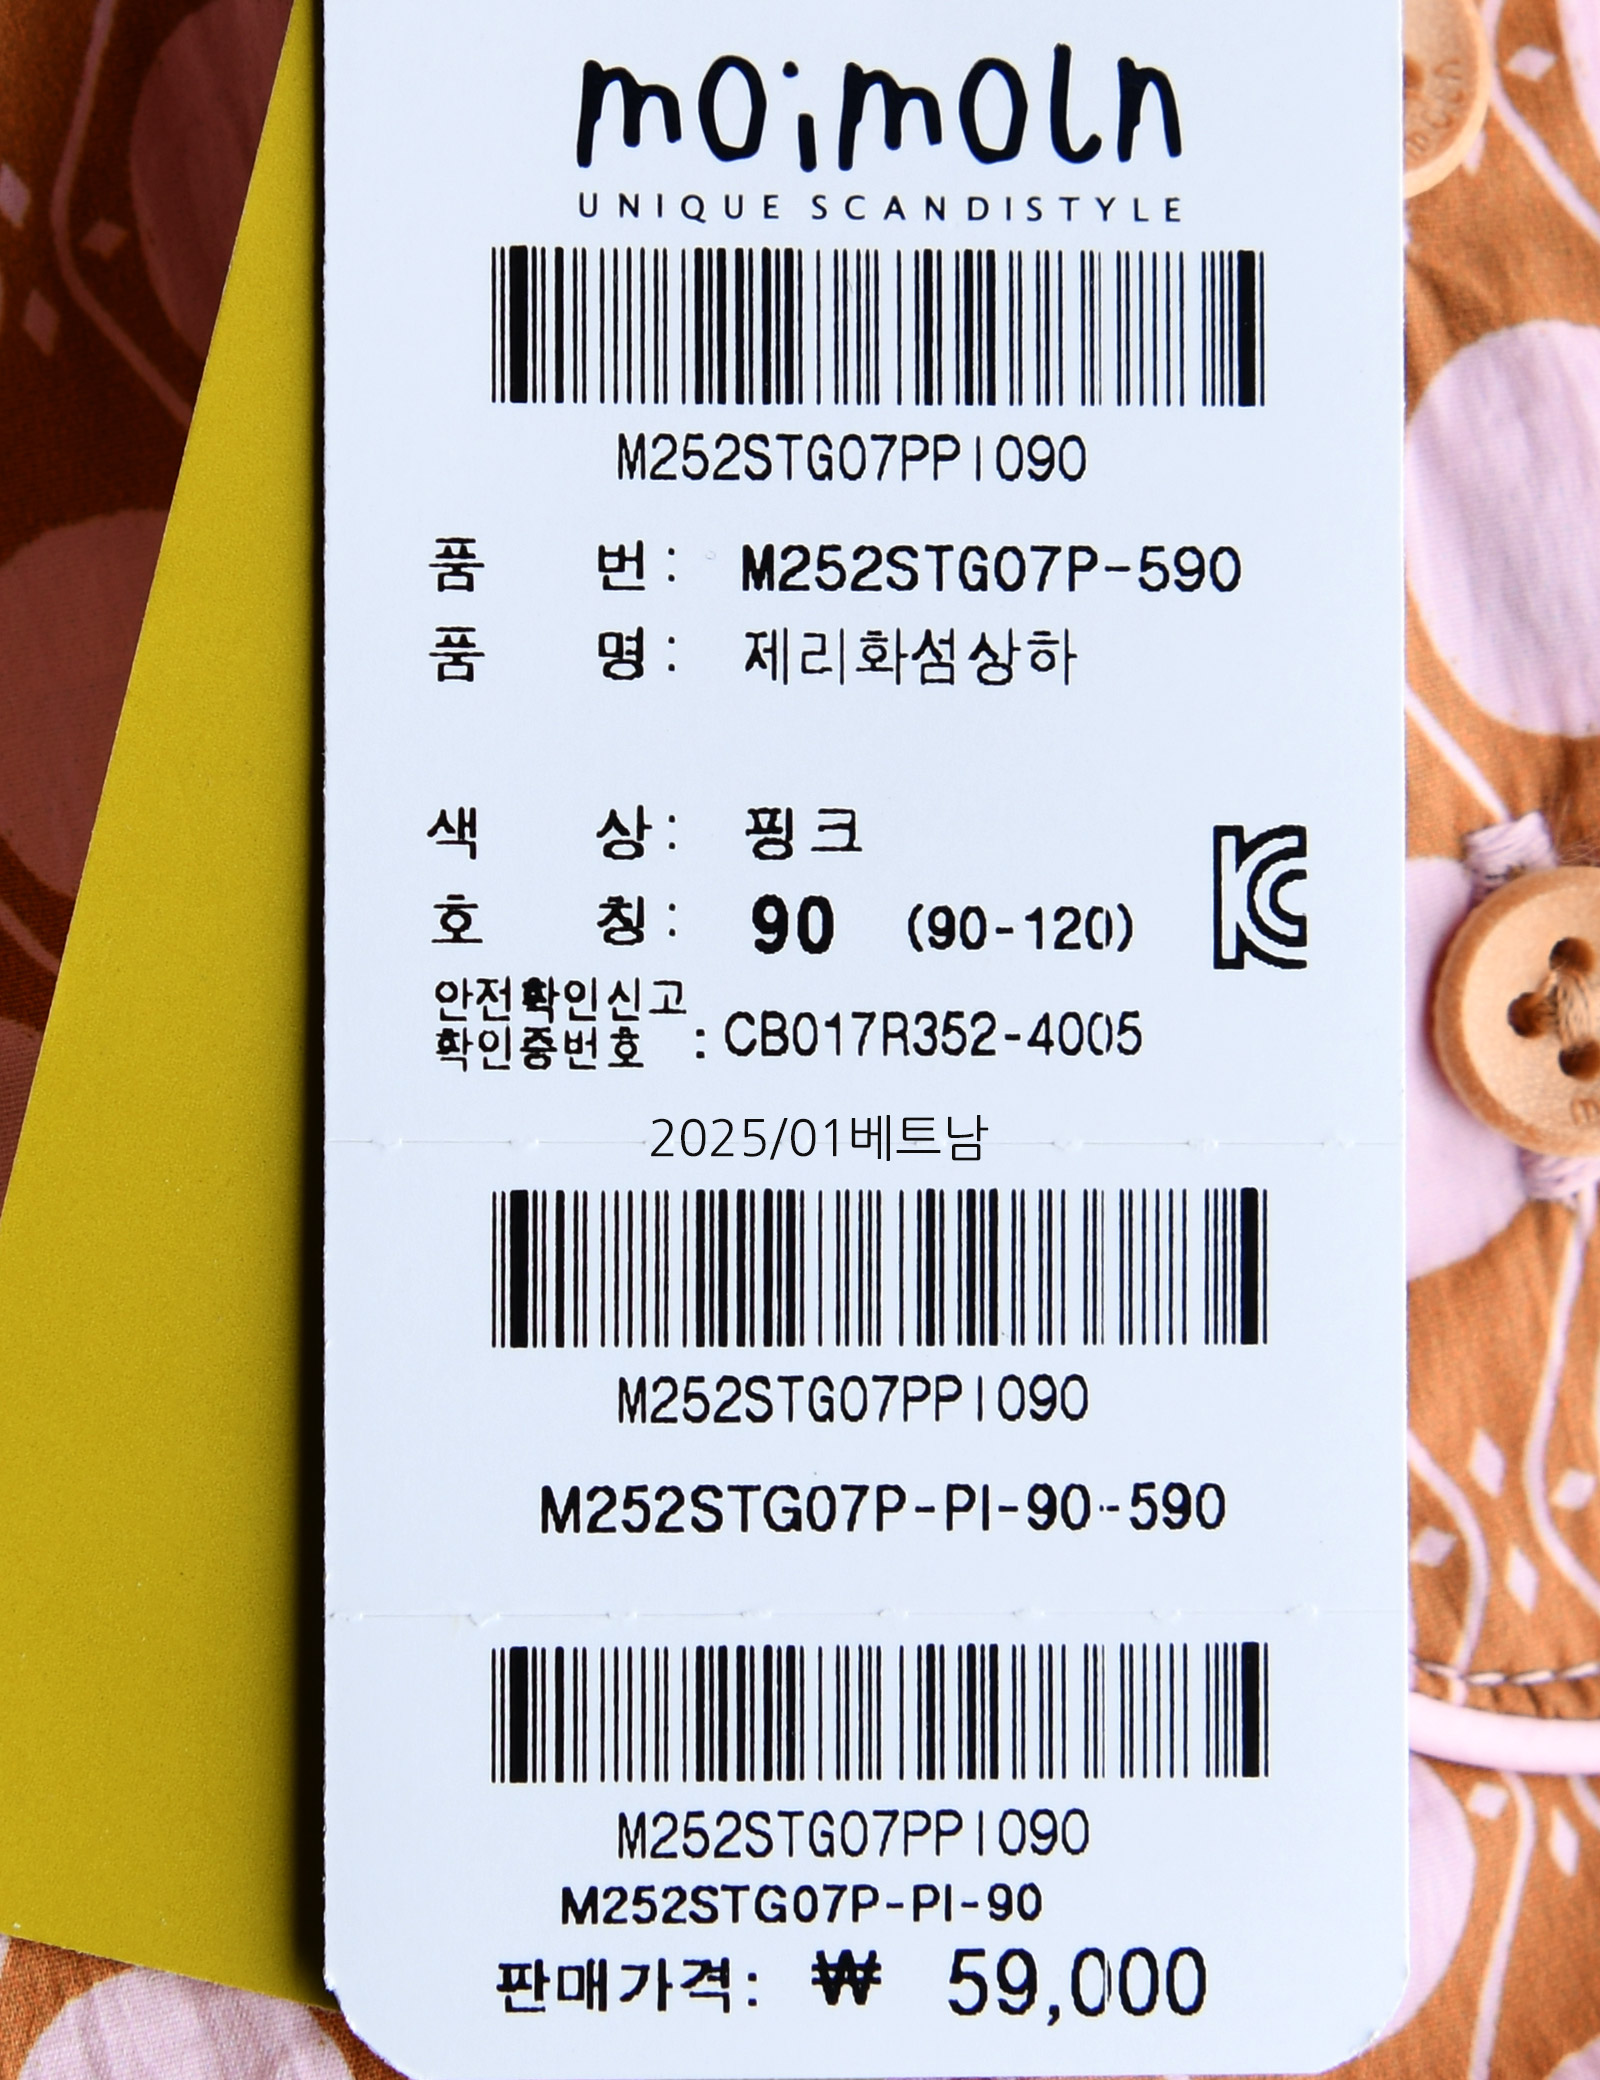 moimoln
UNIQUE SCANDISTYLE
M252STG07PPI090
품 번: M252STG07P-590
품 명: 제리화섬상하
색 상: 핑크
호 칭: 90 (90-120)
안전확인신고
확인증번호 : CB017R352-4005
2025/01베트남
M252STG07PPI090
M252STG07P-PI-90-590
M252STG07PPI090
M252STG07P-PI-90
판매가격: ₩ 59,000